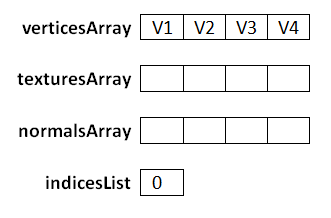 verticesArray V1 V2 V3 V4
texturesArray
normalsArray
indicesList 0